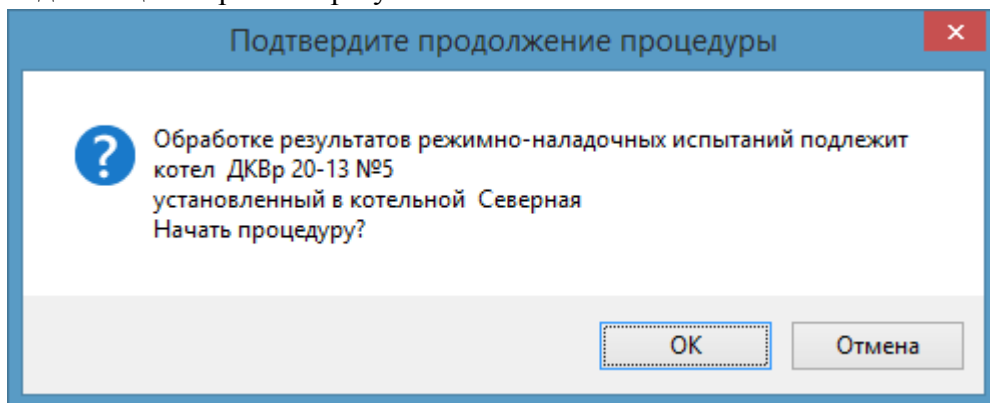 Подтвердите продолжение процедуры
Обработке результатов режимно-наладочных испытаний подлежит
котел ДКВр 20-13 №5
установленный в котельной Северная
Начать процедуру?
ОК
Отмена